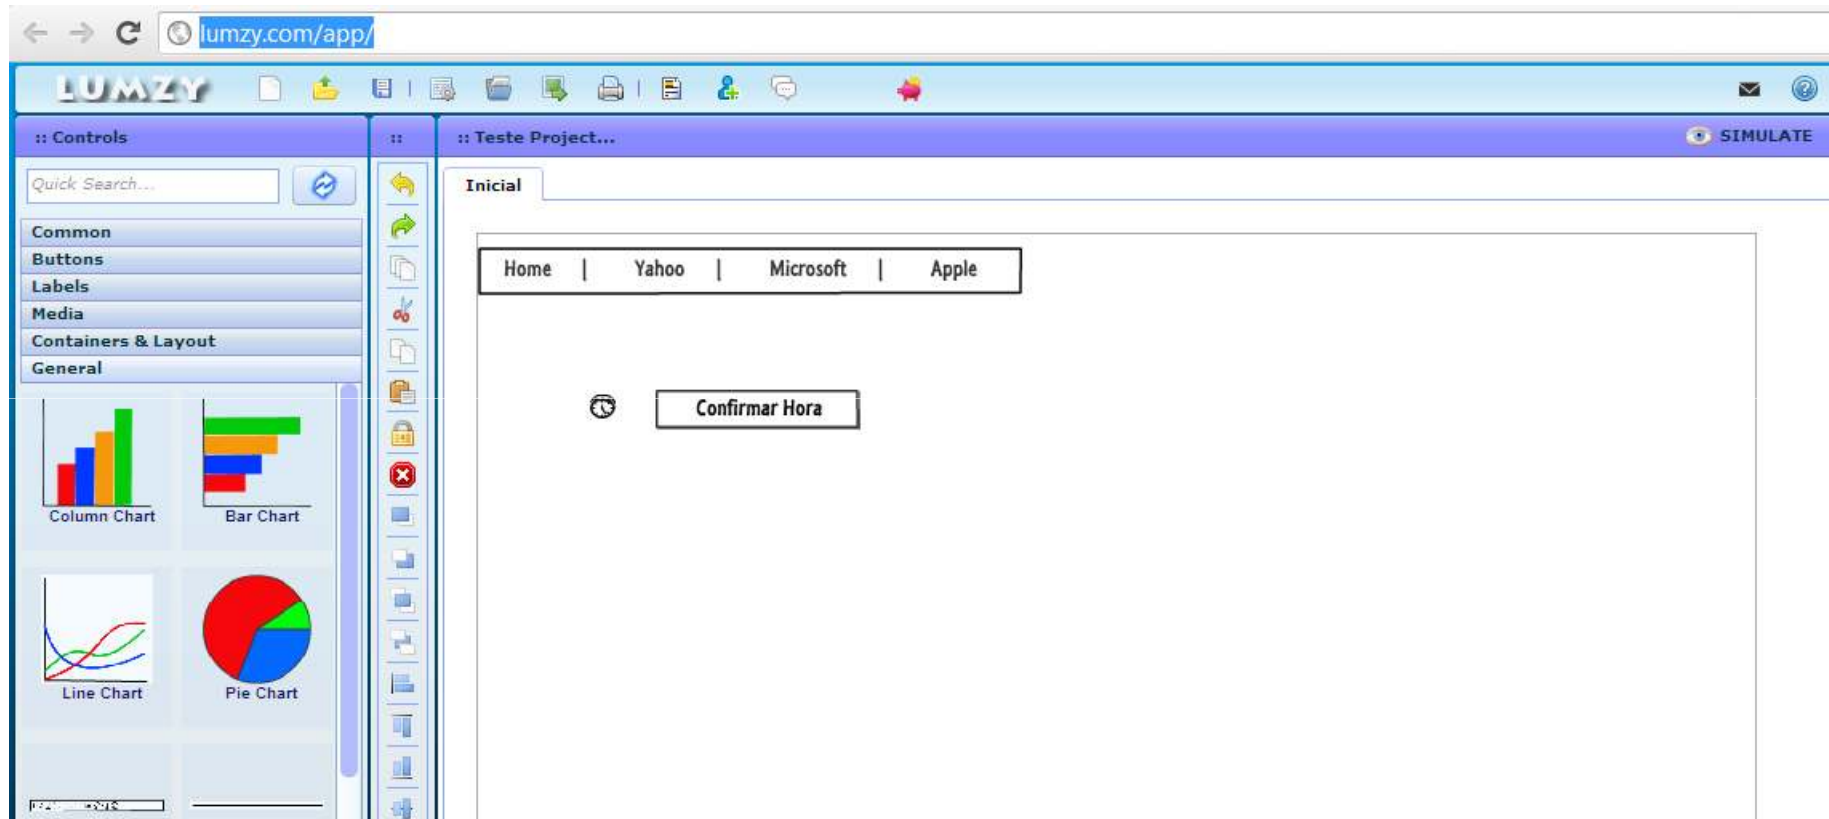 lumzy.com/app/
LUMZY
:: Controls
::
:: Teste Project...
SIMULATE
Quick Search...
Inicial
Common
Buttons
Labels
Media
Containers & Layout
General
Home | Yahoo | Microsoft | Apple
Confirmar Hora
Column Chart
Bar Chart
Line Chart
Pie Chart